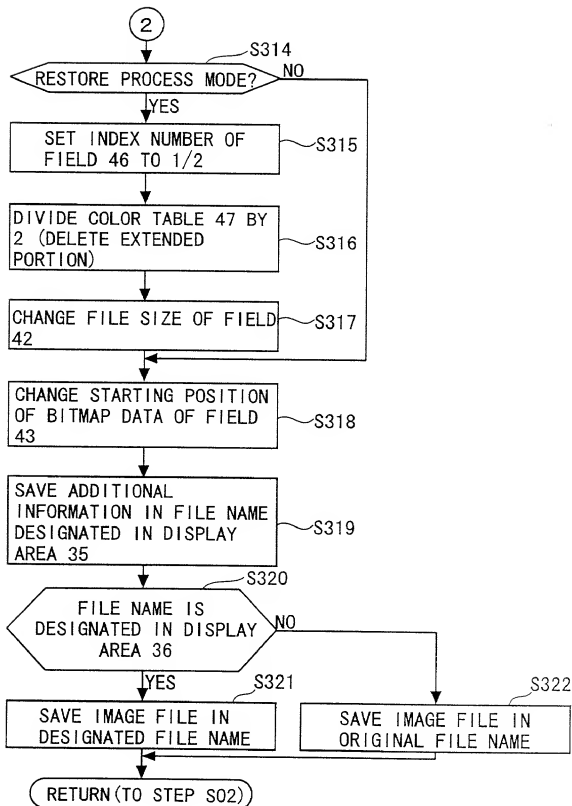 2
S314
RESTORE PROCESS MODE?
NO
YES
SET INDEX NUMBER OF
FIELD 46 TO 1/2
S315
DIVIDE COLOR TABLE 47 BY
2 (DELETE EXTENDED
PORTION)
S316
CHANGE FILE SIZE OF FIELD
42
S317
CHANGE STARTING POSITION
OF BITMAP DATA OF FIELD
43
S318
SAVE ADDITIONAL
INFORMATION IN FILE NAME
DESIGNATED IN DISPLAY
AREA 35
S319
S320
FILE NAME IS
DESIGNATED IN DISPLAY
AREA 36
NO
YES
S321
SAVE IMAGE FILE IN
DESIGNATED FILE NAME
S322
SAVE IMAGE FILE IN
ORIGINAL FILE NAME
RETURN(TO STEP S02)